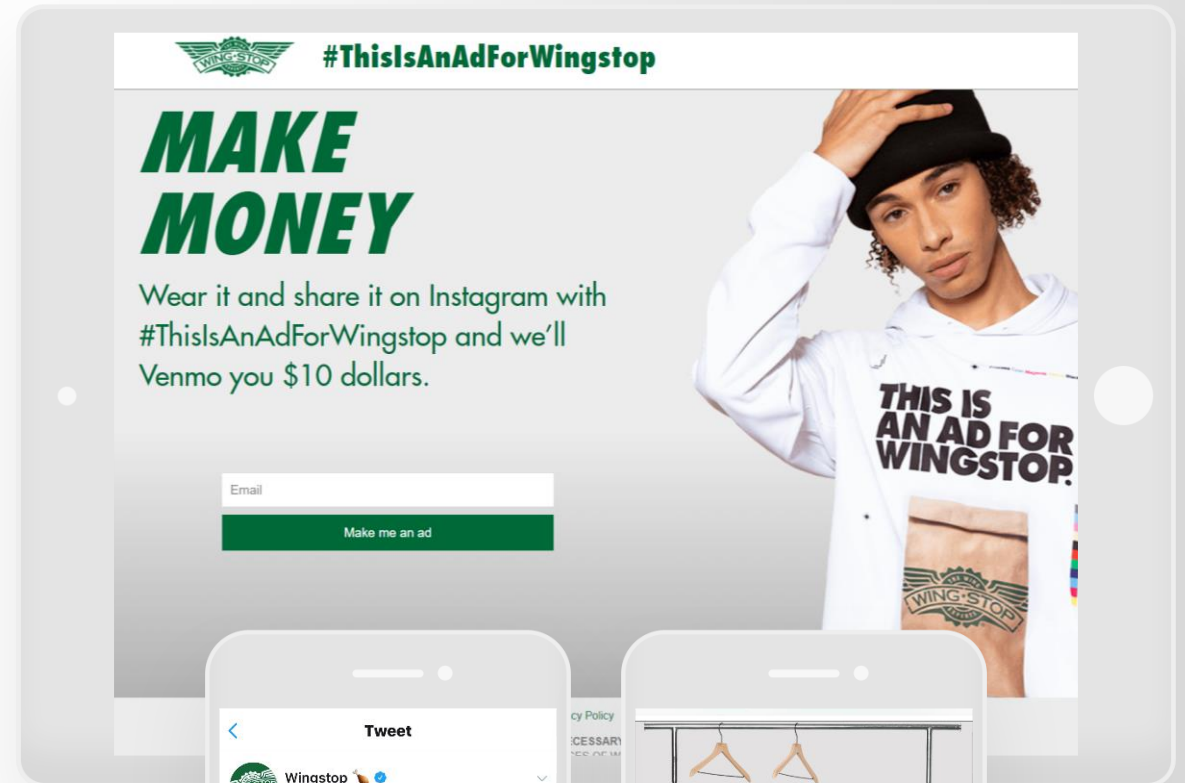 WING·STOP
#ThisIsAnAdForWingstop
MAKE
MONEY
Wear it and share it on Instagram with
#ThisIsAnAdForWingstop and we'll
Venmo you $10 dollars.
Email
Make me an ad
THIS IS
AN AD FOR
WINGSTOP.
WING·STOP
cy Policy
Tweet
Wingstop